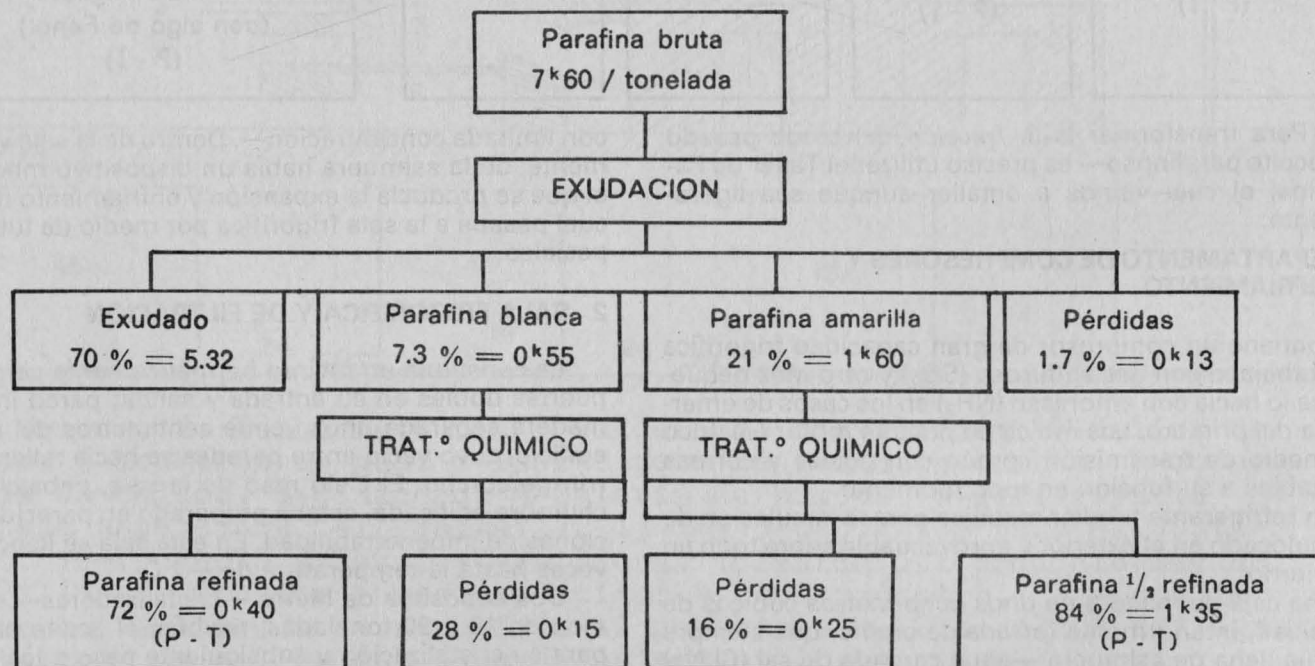 Parafina bruta
7ᵏ60 / tonelada
EXUDACION
Exudado
70 % = 5.32
Parafina blanca
7.3 % = 0ᵏ55
Parafina amarilla
21 % = 1ᵏ60
Pérdidas
1.7 % = 0ᵏ13
TRAT.º QUIMICO
TRAT.º QUIMICO
Parafina refinada
72 % = 0ᵏ40
(P - T)
Pérdidas
28 % = 0ᵏ15
Pérdidas
16 % = 0ᵏ25
Parafina ¹/₂ refinada
84 % = 1ᵏ35
(P - T)